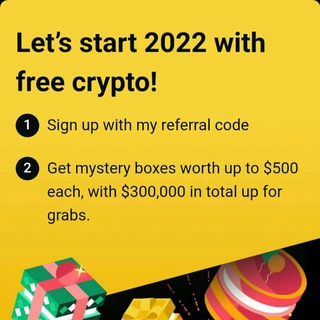 Let’s start 2022 with
free crypto!
1 Sign up with my referral code
2 Get mystery boxes worth up to $500
each, with $300,000 in total up for
grabs.